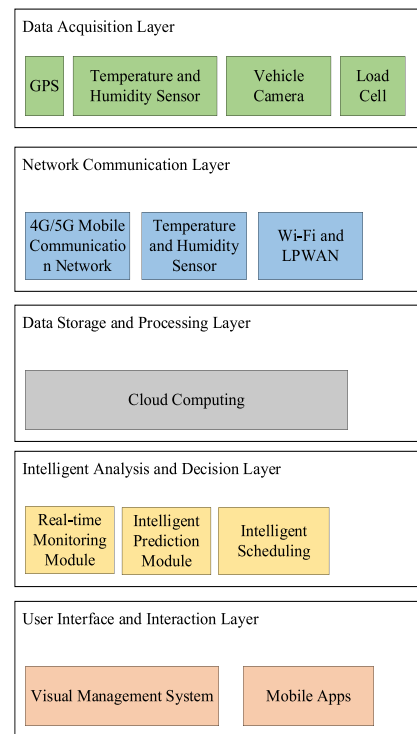 Data Acquisition Layer
GPS
Temperature and
Humidity Sensor
Vehicle
Camera
Load
Cell
Network Communication Layer
4G/5G Mobile
Communicatio
n Network
Temperature
and Humidity
Sensor
Wi-Fi and
LPWAN
Data Storage and Processing Layer
Cloud Computing
Intelligent Analysis and Decision Layer
Real-time
Monitoring
Module
Intelligent
Prediction
Module
Intelligent
Scheduling
User Interface and Interaction Layer
Visual Management System
Mobile Apps